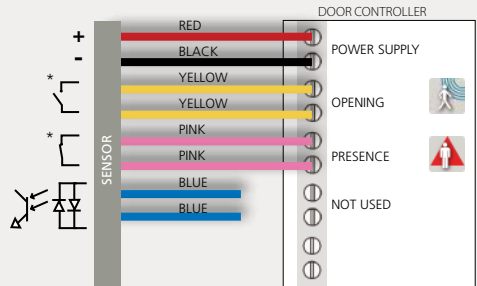 DOOR CONTROLLER
RED
+
POWER SUPPLY
BLACK
-
YELLOW
*
OPENING
YELLOW
PINK
*
PRESENCE
PINK
SENSOR
BLUE
NOT USED
BLUE